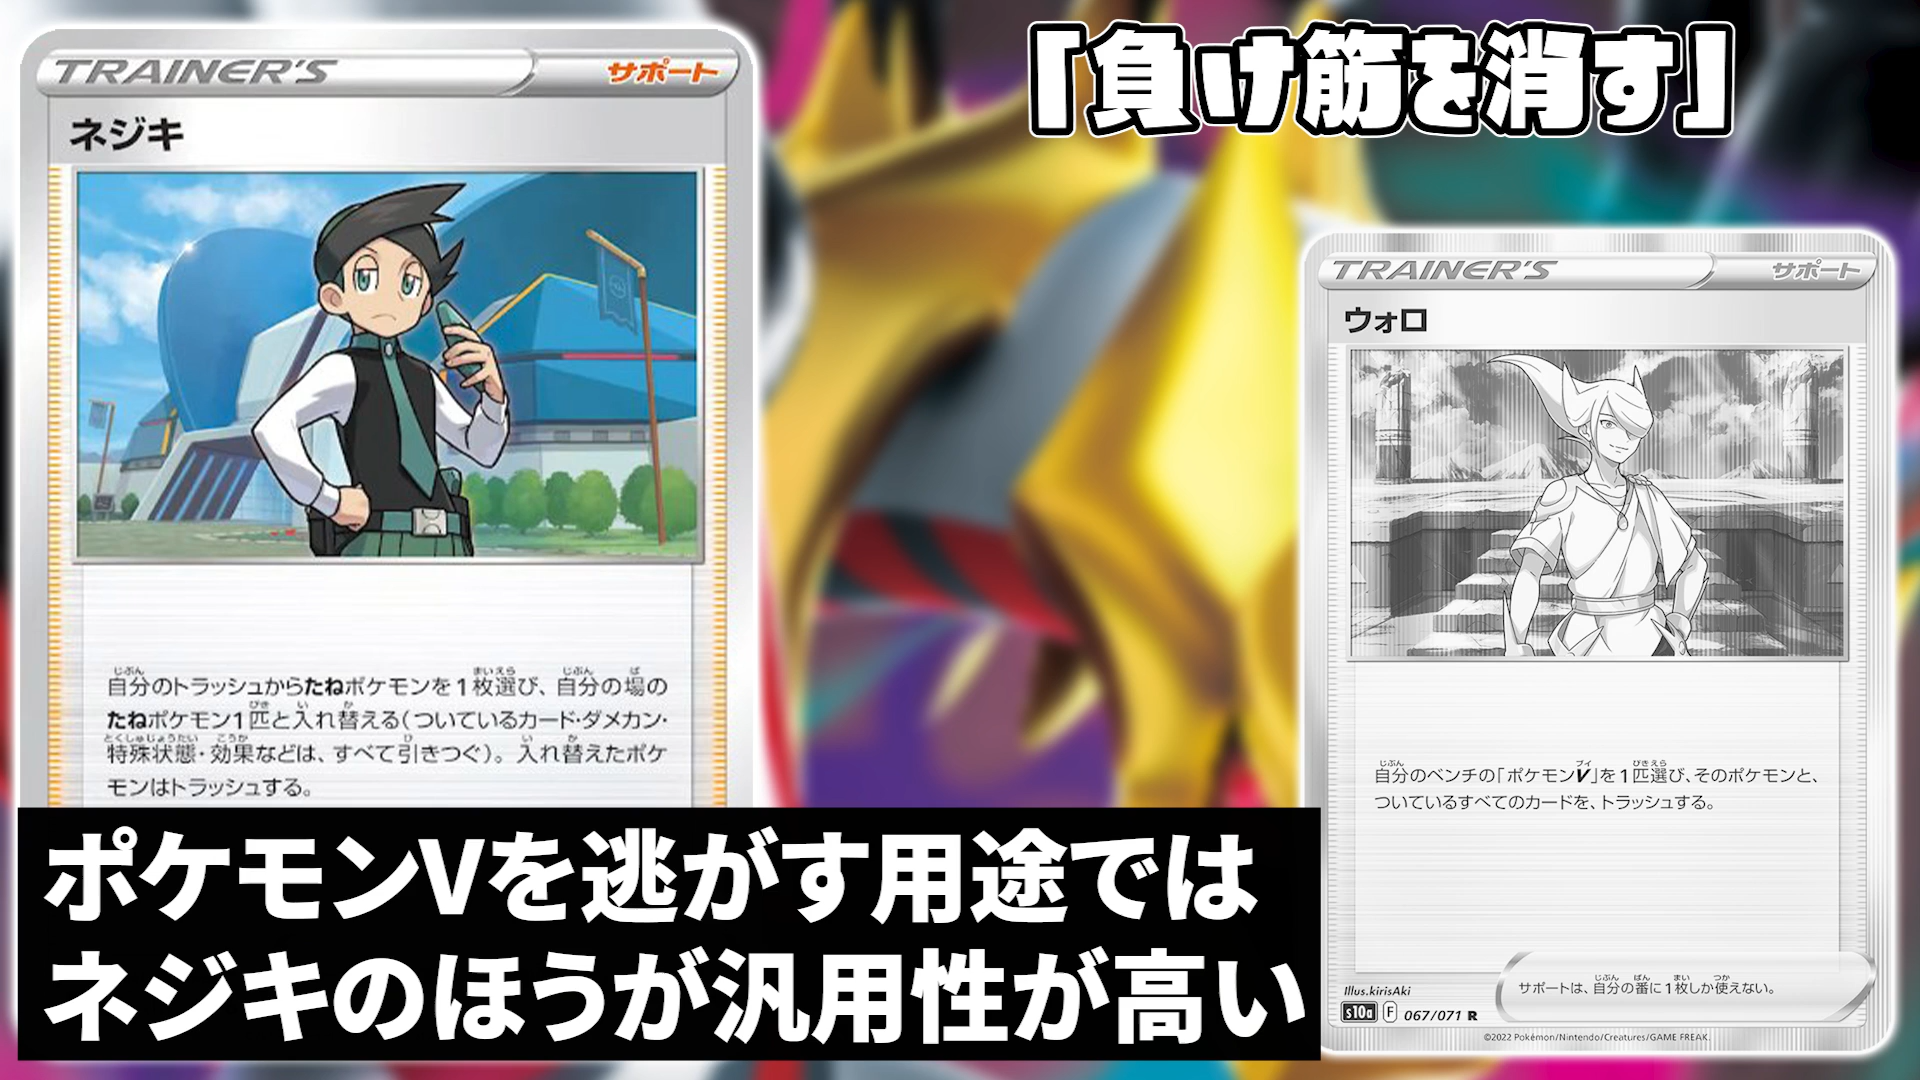 「負け筋を消す」
TRAINER'S
サポート
ネジキ
自分のトラッシュからたねポケモンを1枚選び、自分の場の
たねポケモン1匹と入れ替える(ついているカード・ダメカン・
特殊状態・効果などは、すべて引きつぐ)。入れ替えたポケ
モンはトラッシュする。
TRAINER'S
サポート
ウォロ
自分のベンチの「ポケモンV」を1匹選び、そのポケモンと、
ついているすべてのカードを、トラッシュする。
サポートは、自分の番に1枚しか使えない。
Illus.kirisAki
s10a F 067/071 R
©2022 Pokémon/Nintendo/Creatures/GAME FREAK.
ポケモンVを逃がす用途では
ネジキのほうが汎用性が高い